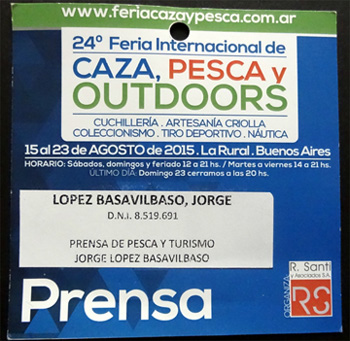 www.feriacazaypesca.com.ar
24º Feria Internacional de
CAZA, PESCA y
OUTDOORS
CUCHILLERÍA . ARTESANÍA CRIOLLA
COLECCIONISMO . TIRO DEPORTIVO . NÁUTICA
15 al 23 de AGOSTO de 2015 . La Rural . Buenos Aires
HORARIO: Sábados, domingos y feriado 12 a 21 hs. / Martes a viernes 14 a 21 hs.
ÚLTIMO DÍA: Domingo 23 cerramos a las 20 hs.
LOPEZ BASAVILBASO, JORGE
D.N.I. 8.519.691
PRENSA DE PESCA Y TURISMO
JORGE LOPEZ BASAVILBASO
Prensa
ORGANIZA
R. Santi
y Asociados S.A.
RS